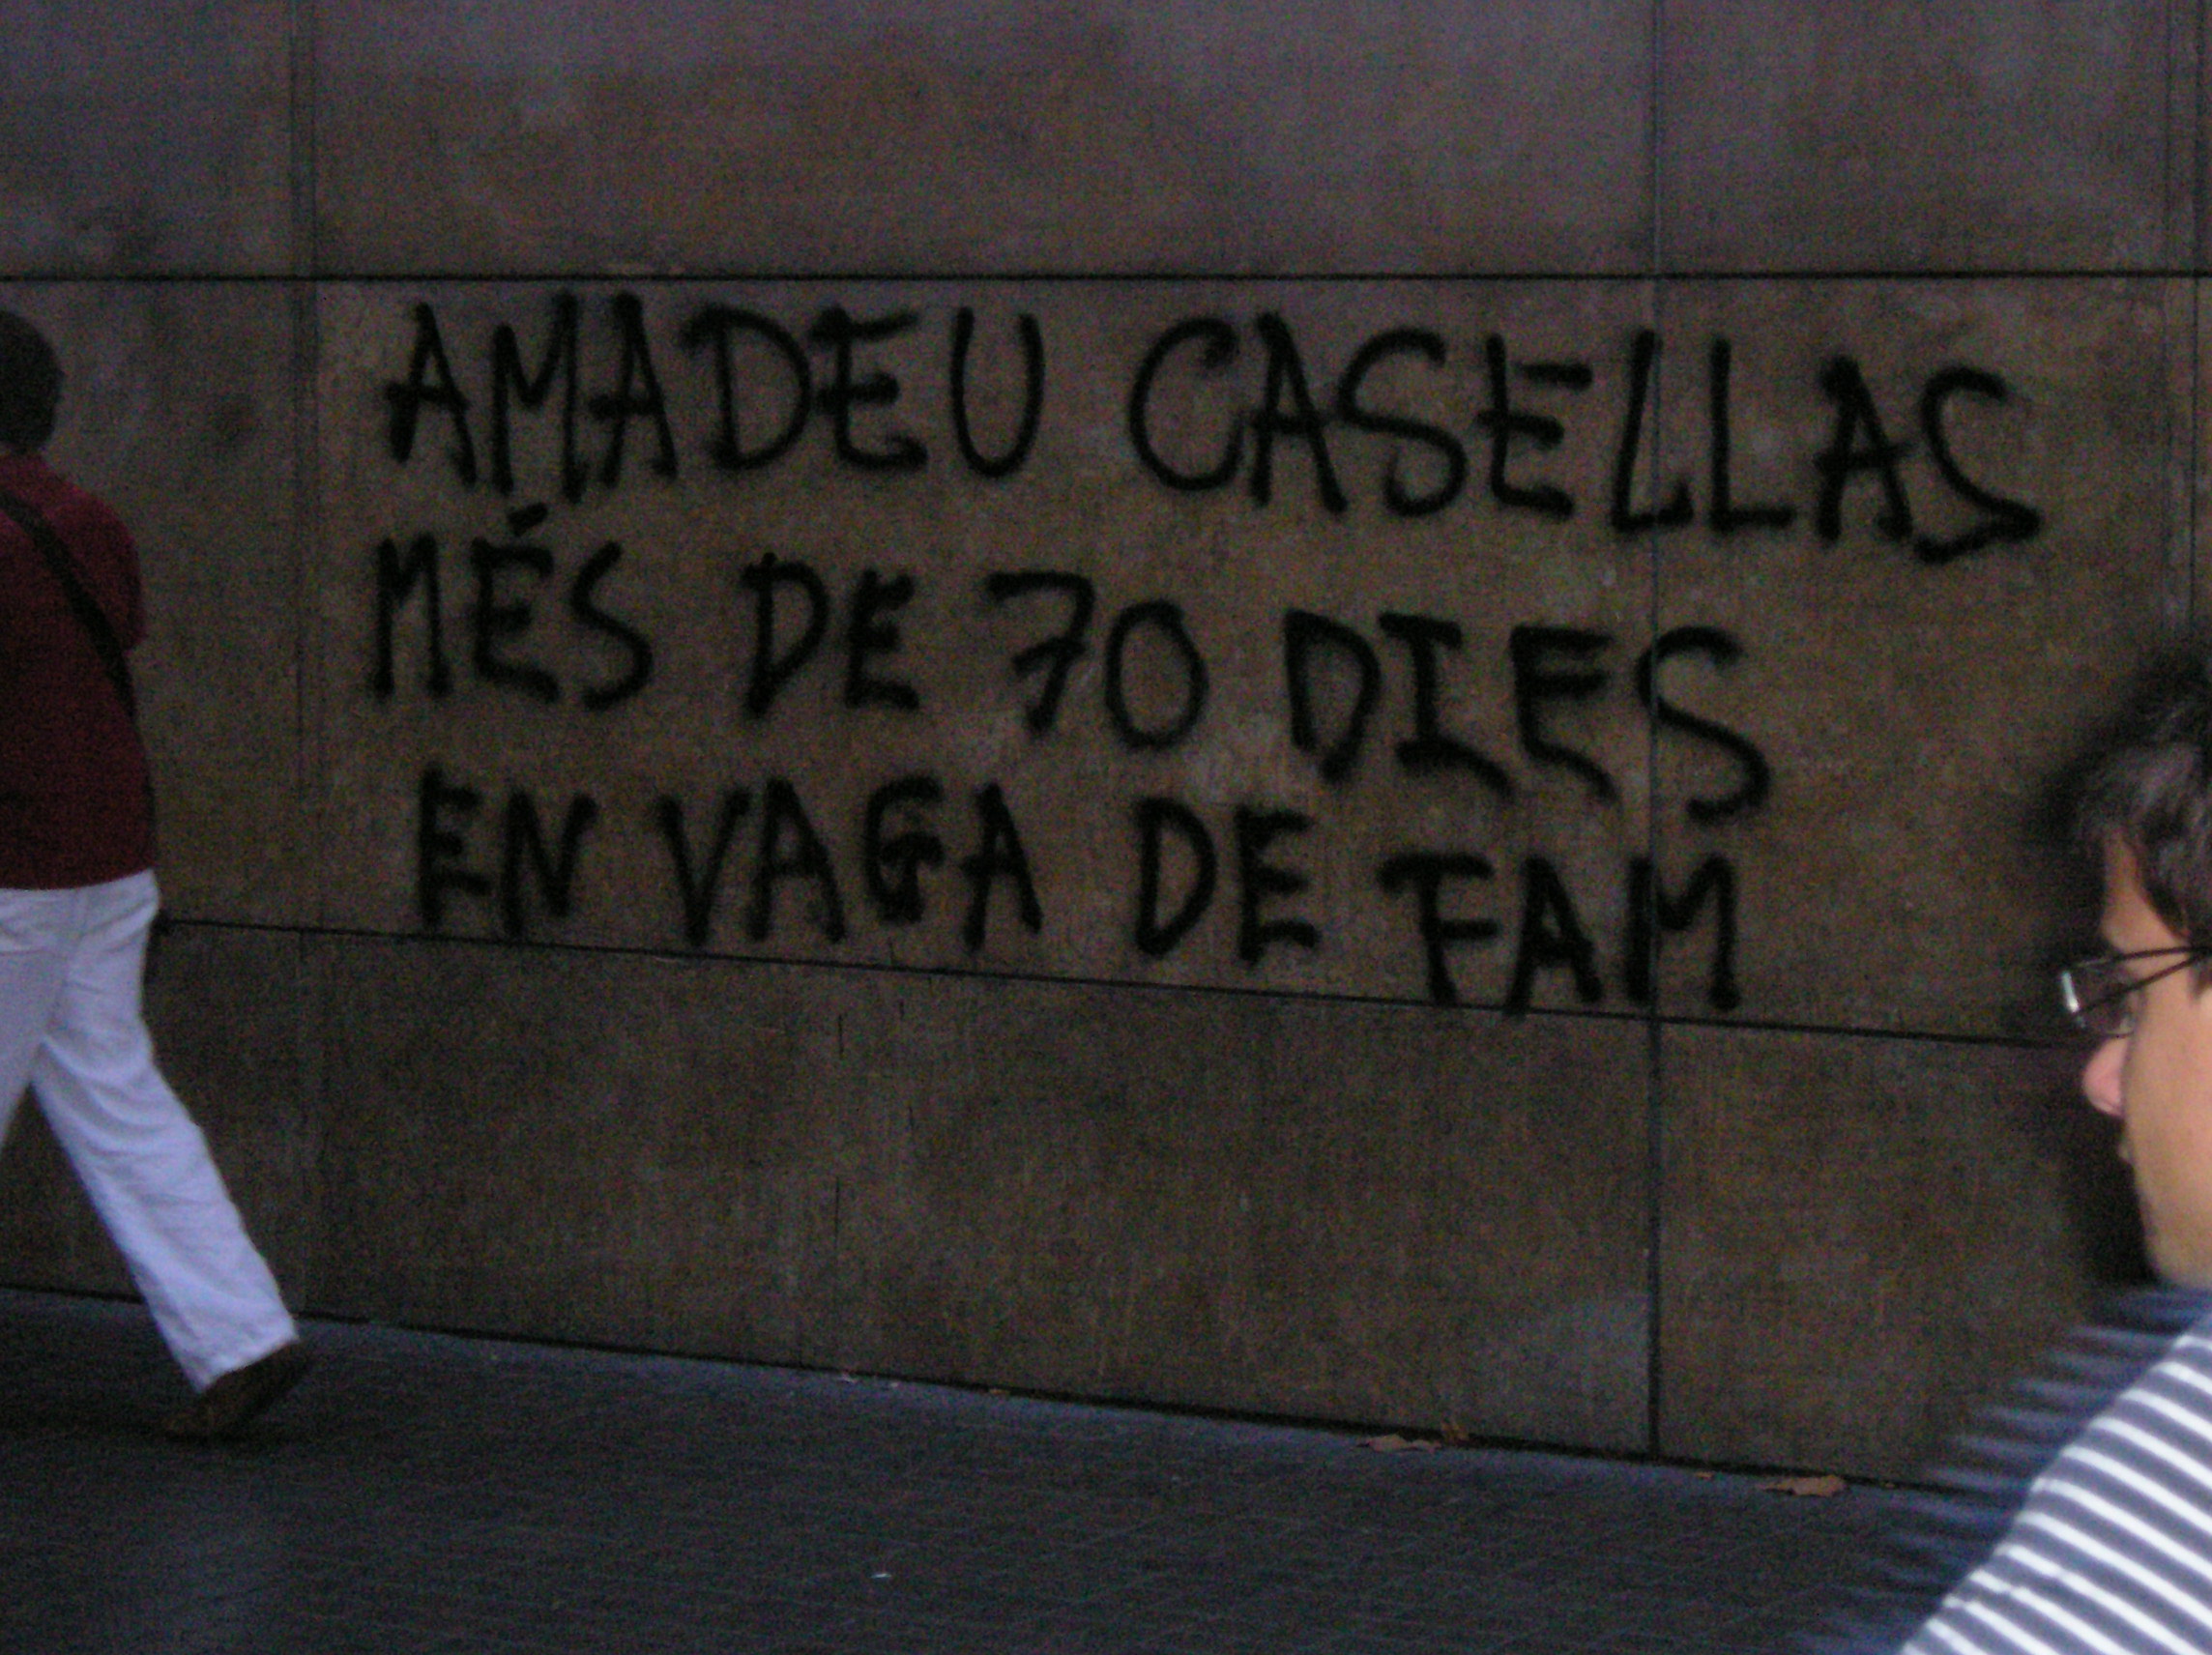 AMADEU CASELLAS
MÉS DE 70 DIES
EN VAGA DE FAM